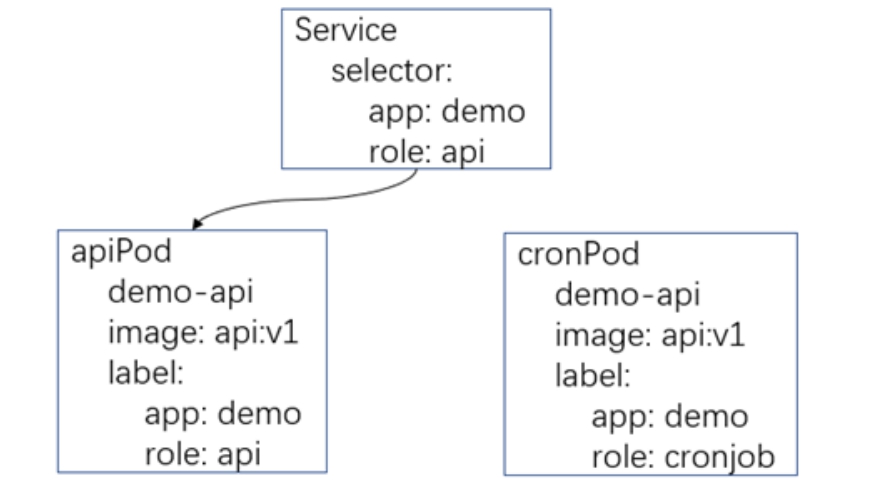 Service
selector:
app: demo
role: api
apiPod
demo-api
image: api:v1
label:
app: demo
role: api
cronPod
demo-api
image: api:v1
label:
app: demo
role: cronjob